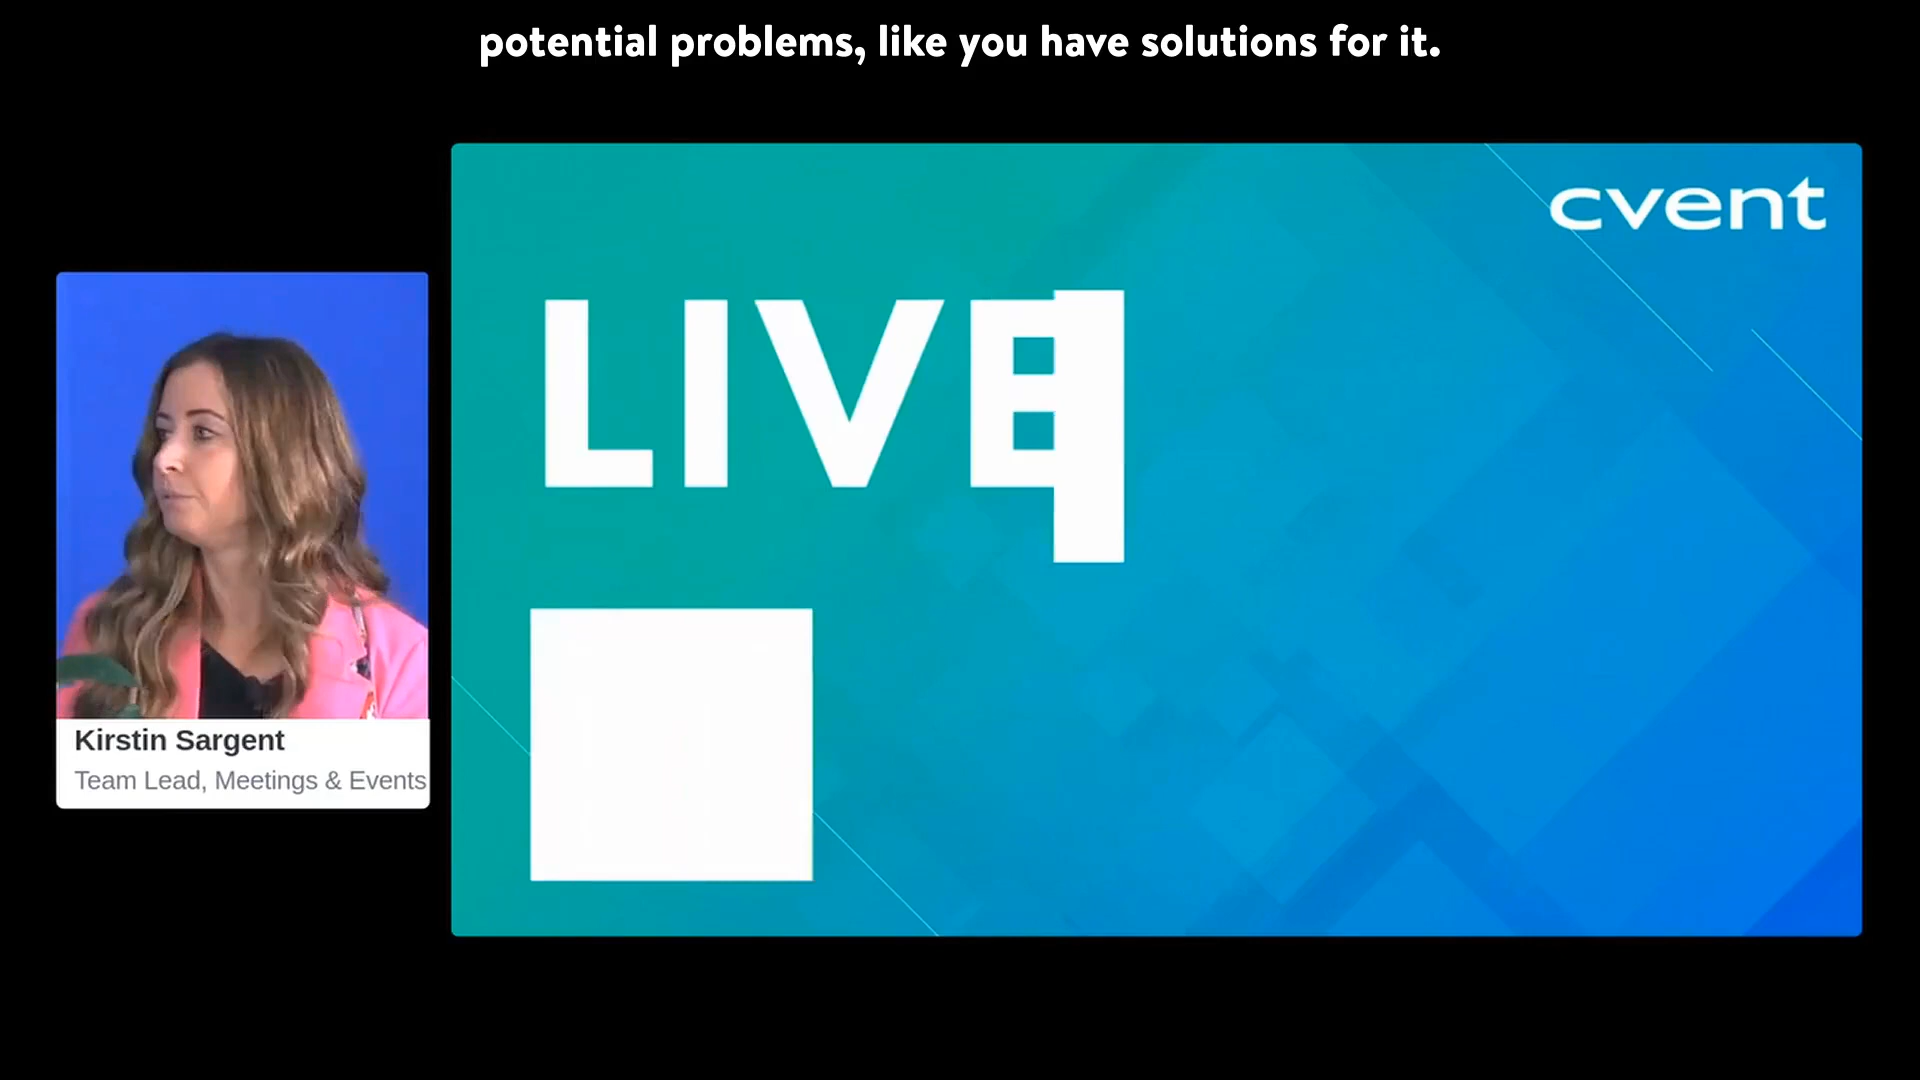 potential problems, like you have solutions for it.
cvent
LIVE
Kirstin Sargent
Team Lead, Meetings & Events